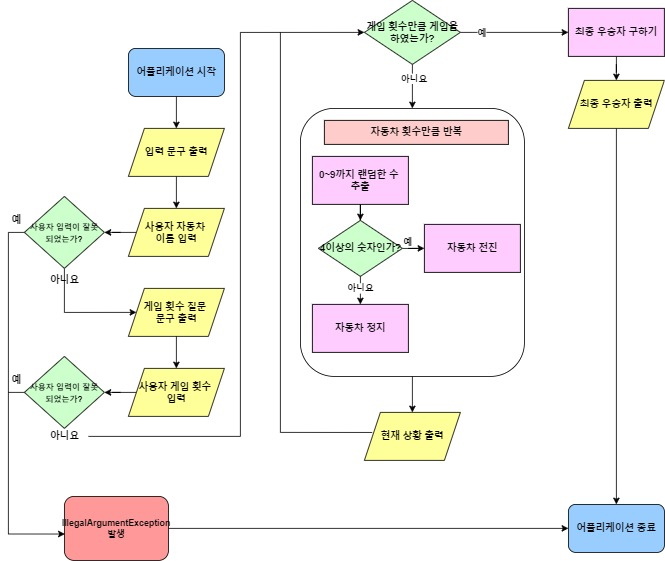 어플리케이션 시작
입력 문구 출력
사용자 자동차
이름 입력
사용자 입력이 잘못
되었는가?
예
아니요
게임 횟수 질문
문구 출력
사용자 게임 횟수
입력
사용자 입력이 잘못
되었는가?
예
아니요
IllegalArgumentException
발생
게임 횟수만큼 게임을
하였는가?
예
아니요
자동차 횟수만큼 반복
0~9까지 랜덤한 수
추출
4이상의 숫자인가?
예
자동차 전진
아니요
자동차 정지
현재 상황 출력
최종 우승자 구하기
최종 우승자 출력
어플리케이션 종료